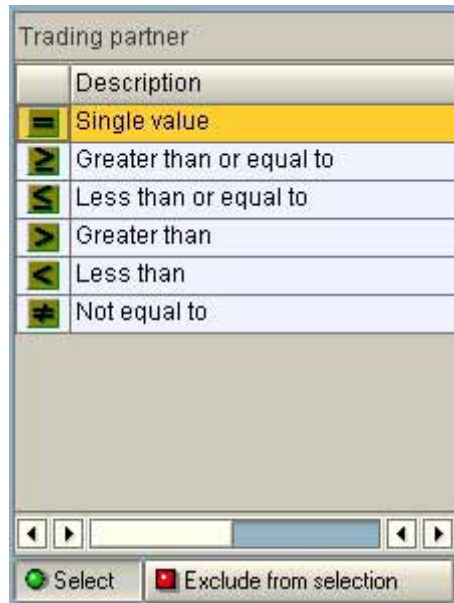 Trading partner
Description
= Single value
≥ Greater than or equal to
≤ Less than or equal to
> Greater than
< Less than
≠ Not equal to
Select Exclude from selection